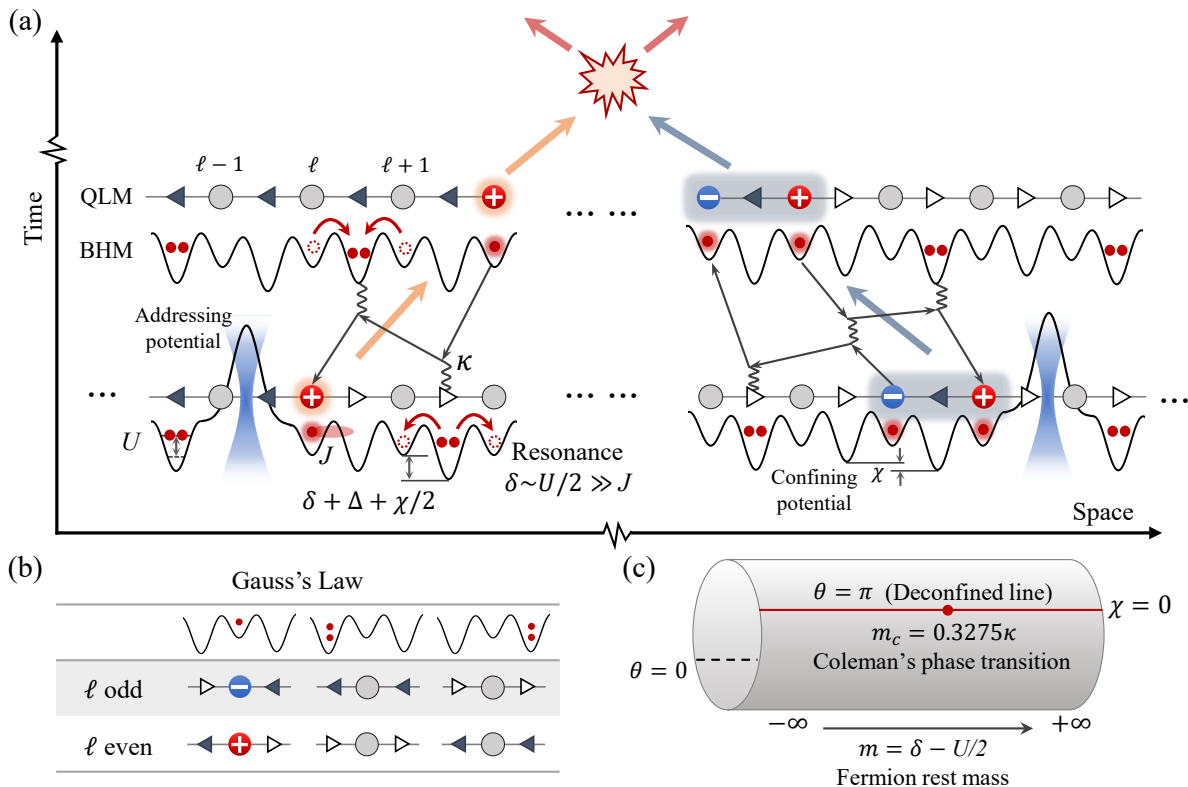 (a)
Time
ℓ − 1
ℓ
ℓ + 1
QLM
+
... ...
−
+
BHM
Addressing
potential
κ
...
+
... ...
−
+
...
U
J
Resonance
δ~U/2 ≫ J
δ + Δ + χ/2
Confining
potential
χ
Space
(b)
Gauss's Law
ℓ odd
−
ℓ even
+
(c)
θ = π (Deconfined line)
χ = 0
m_c = 0.3275κ
Coleman's phase transition
θ = 0
−∞
+∞
m = δ − U/2
Fermion rest mass